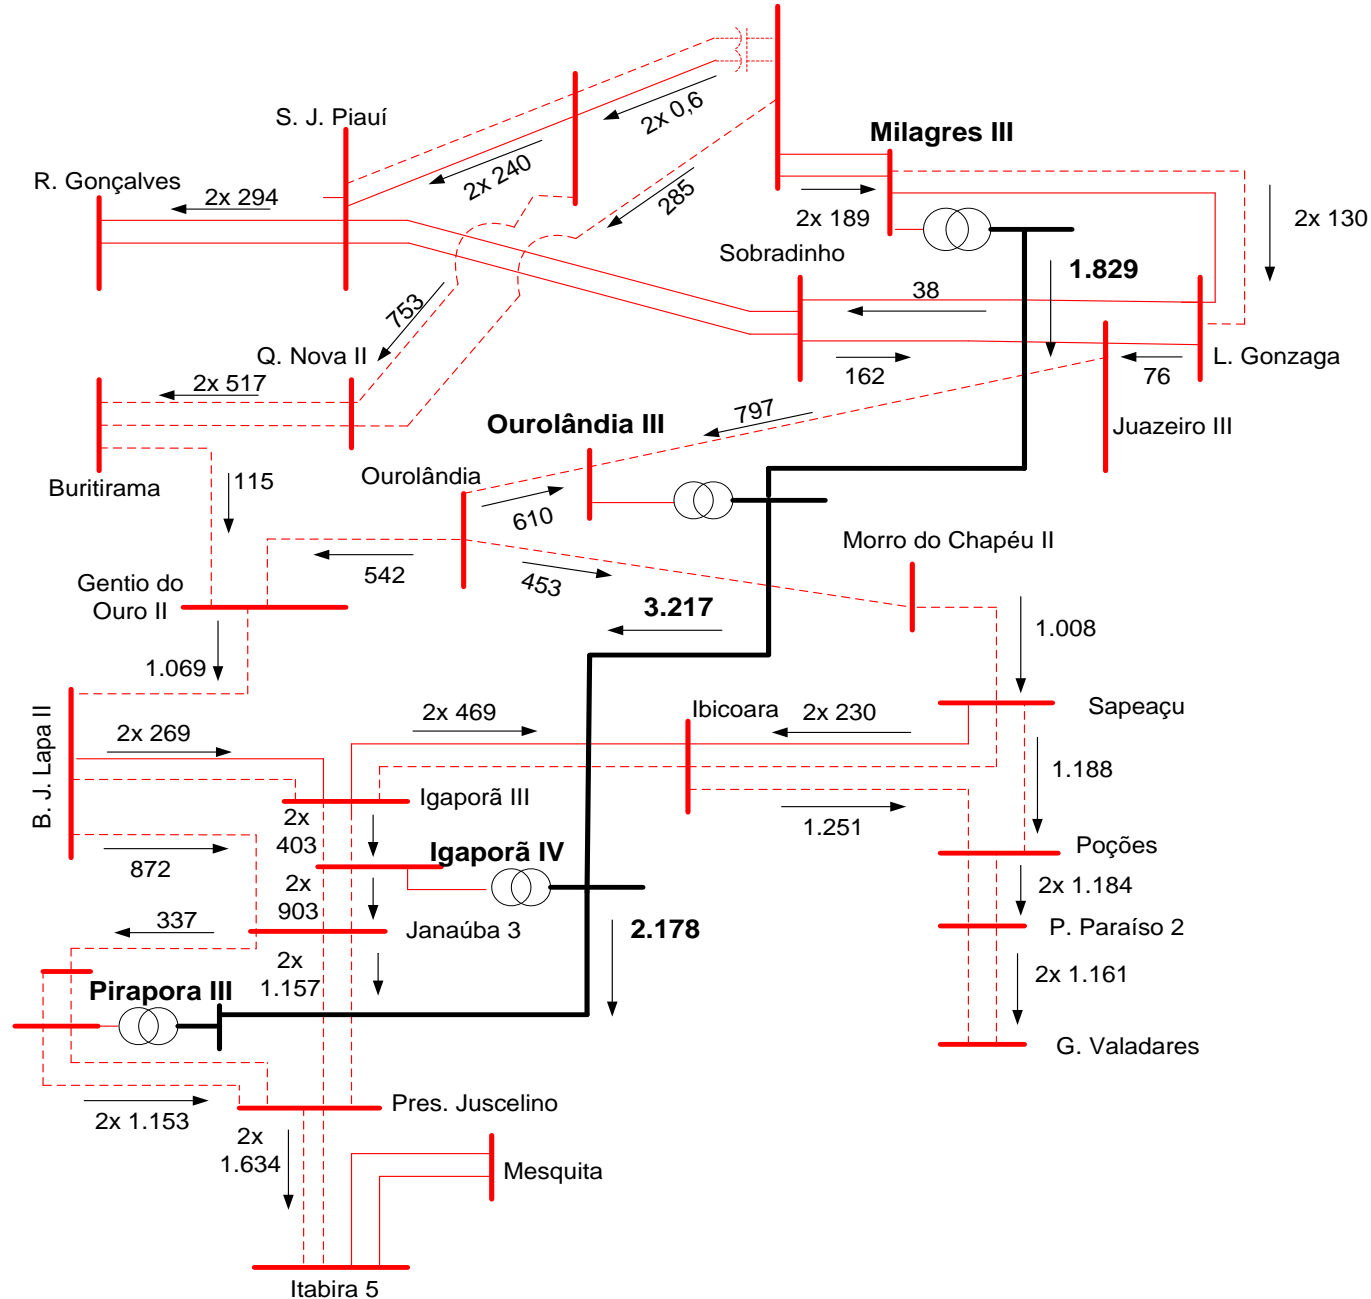 2x 0,6
S. J. Piauí
Milagres III
R. Gonçalves
2x 240
2x 294
285
2x 189
2x 130
Sobradinho
1.829
38
753
Q. Nova II
162
76
L. Gonzaga
2x 517
797
Ourolândia III
Juazeiro III
Ourolândia
Buritirama
115
610
Morro do Chapéu II
542
453
Gentio do
Ouro II
3.217
1.008
1.069
B. J. Lapa II
2x 269
2x 469
Ibicoara
2x 230
Sapeaçu
1.188
Igaporã III
2x
403
1.251
872
Igaporã IV
Poções
2x
903
2x 1.184
337
Janaúba 3
2.178
P. Paraíso 2
2x
1.157
2x 1.161
Pirapora III
G. Valadares
Pres. Juscelino
2x 1.153
2x
1.634
Mesquita
Itabira 5